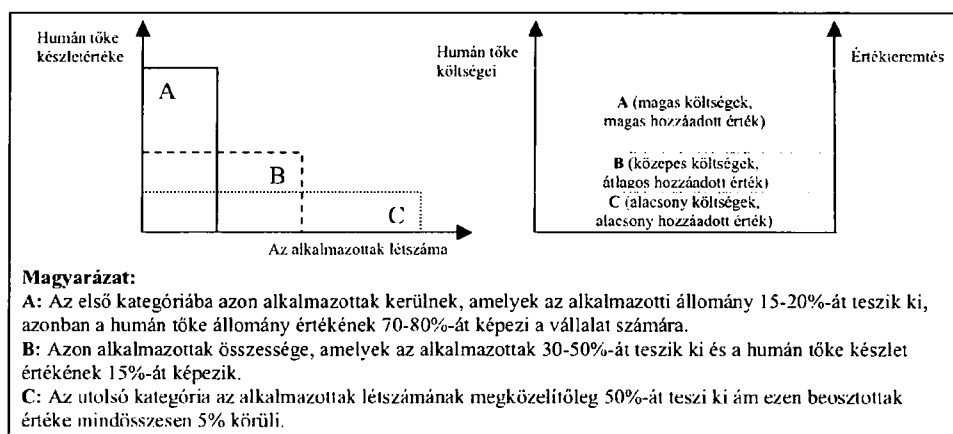 Humán tőke
készletértéke
A
B
C
Az alkalmazottak létszáma
Humán tőke
költségei
Értékteremtés
A (magas költségek,
magas hozzáadott érték)
B (közepes költségek,
átlagos hozzáadott érték)
C (alacsony költségek,
alacsony hozzáadott érték)
Magyarázat:
A: Az első kategóriába azon alkalmazottak kerülnek, amelyek az alkalmazotti állomány 15-20%-át teszik ki,
azonban a humán tőke állomány értékének 70-80%-át képezi a vállalat számára.
B: Azon alkalmazottak összessége, amelyek az alkalmazottak 30-50%-át teszik ki és a humán tőke készlet
értékének 15%-át képezik.
C: Az utolsó kategória az alkalmazottak létszámának megközelítőleg 50%-át teszi ki ám ezen beosztottak
értéke mindösszesen 5% körüli.